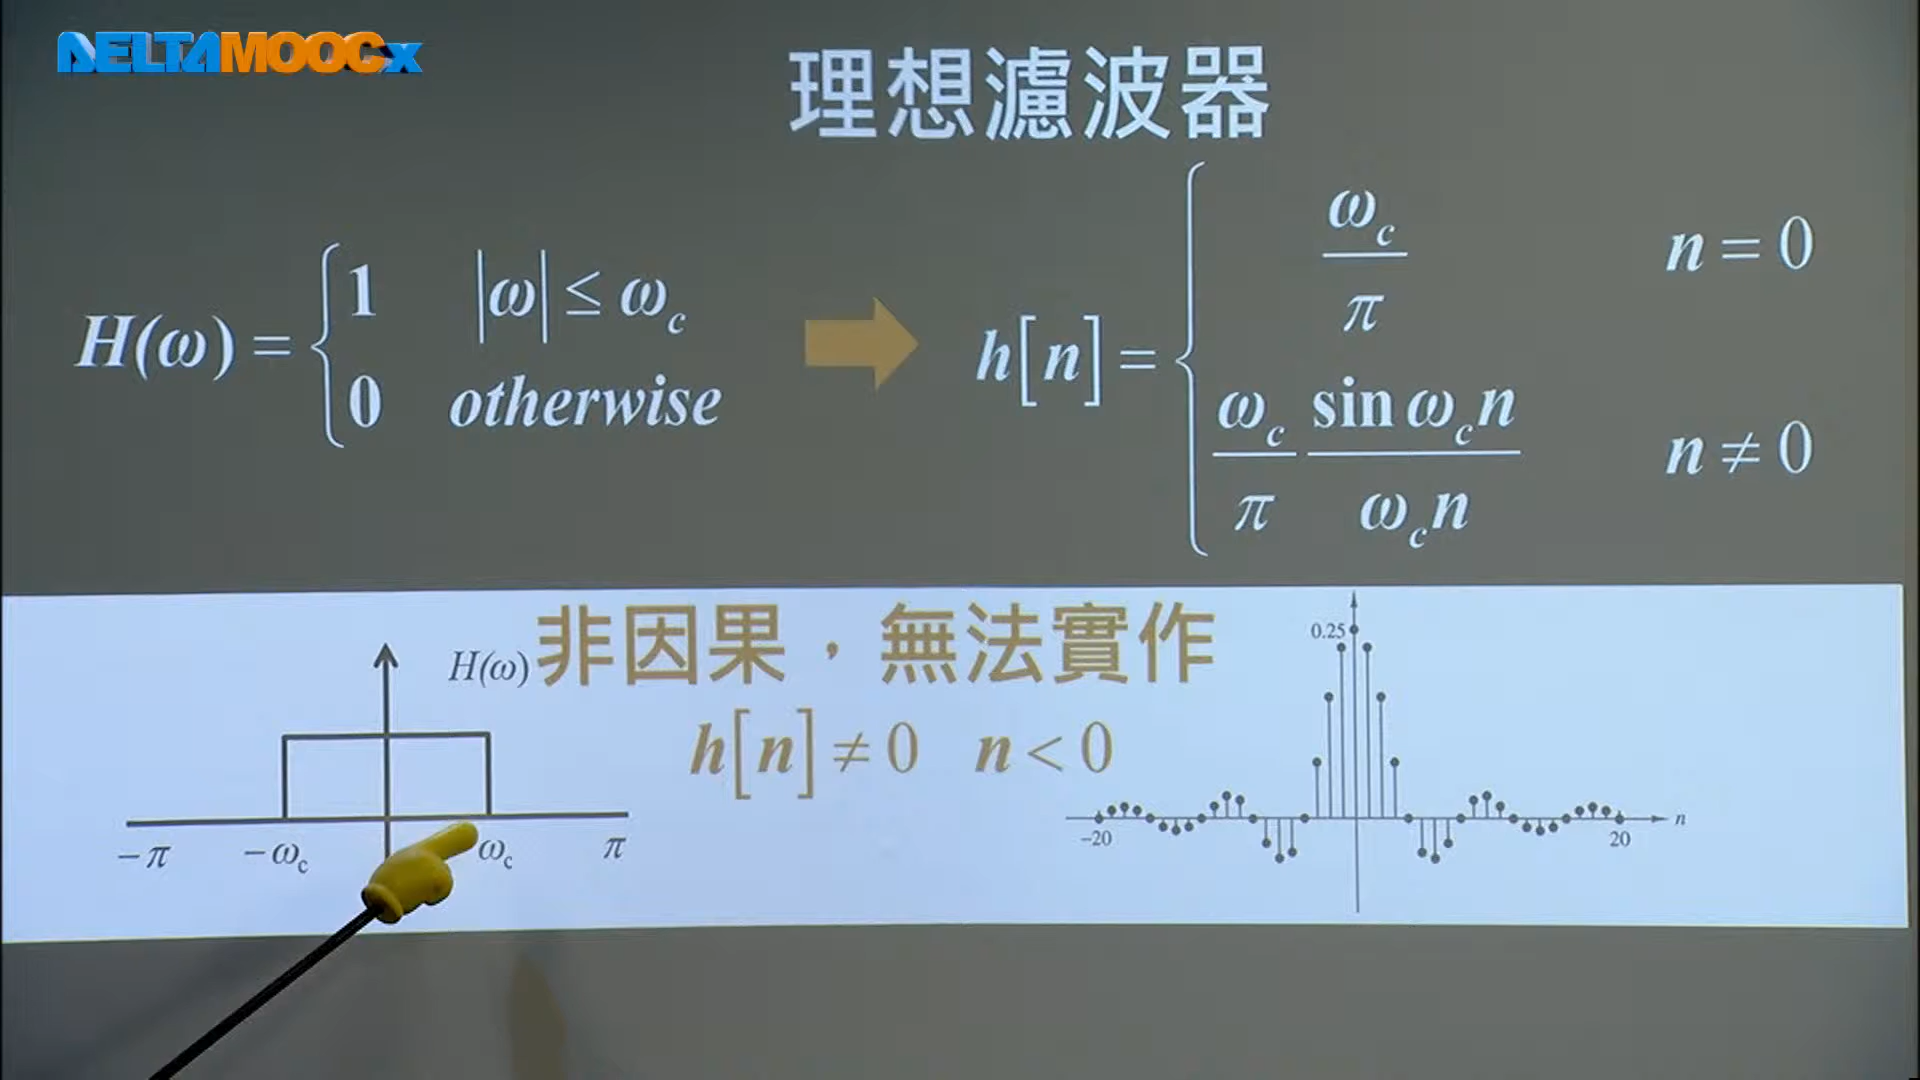 DELTAMOOCx
理想濾波器
H(ω) = { 1 |ω| ≤ ω_c
0 otherwise
h[n] = { ω_c/π n = 0
ω_c/π sin ω_c n/ω_c n n ≠ 0
非因果，無法實作
h[n] ≠ 0 n < 0
H(ω)
−π −ω_c ω_c π
0.25
−20 20 n